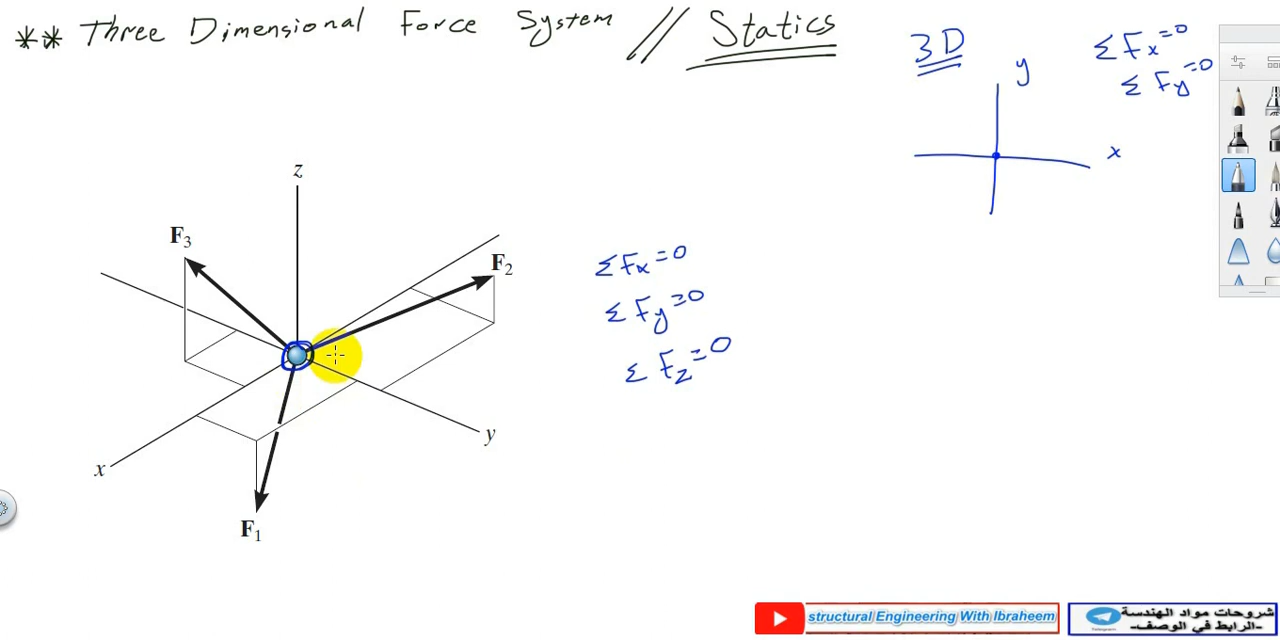 ** Three Dimensional Force System // Statics
3D
ΣFx=0
ΣFy=0
y
x
z
F3
F2
ΣFx=0
ΣFy=0
ΣFz=0
y
x
F1
structural Engineering With Ibraheem
شروحات مواد الهندسة
-الرابط في الوصف-
Telegram